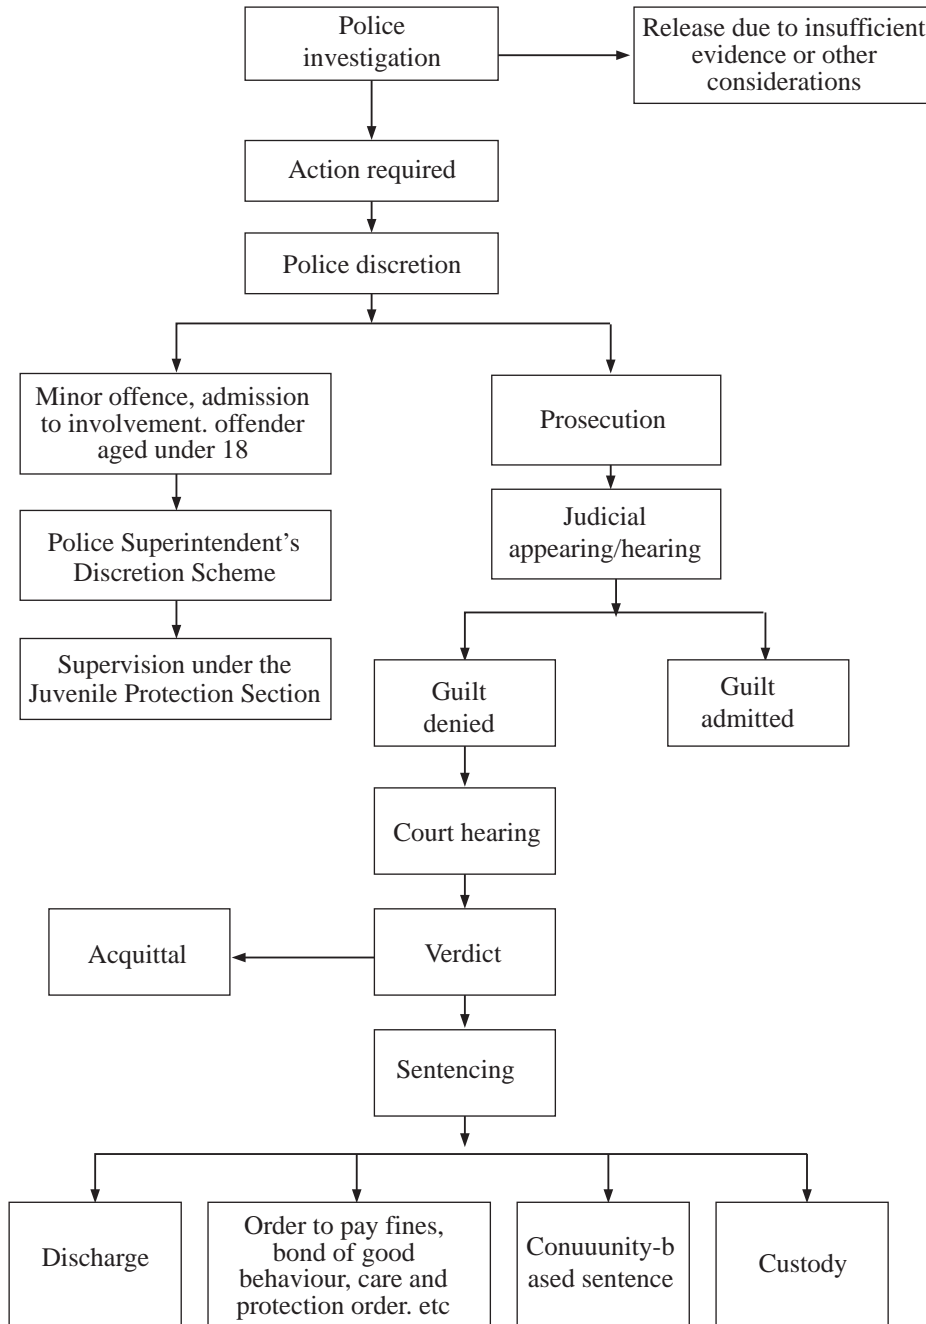 Police
investigation
Release due to insufficient
evidence or other
considerations
Action required
Police discretion
Minor offence, admission
to involvement. offender
aged under 18
Prosecution
Police Superintendent’s
Discretion Scheme
Judicial
appearing/hearing
Supervision under the
Juvenile Protection Section
Guilt
denied
Guilt
admitted
Court hearing
Acquittal
Verdict
Sentencing
Discharge
Order to pay fines,
bond of good
behaviour, care and
protection order. etc
Conuuunity-b
ased sentence
Custody